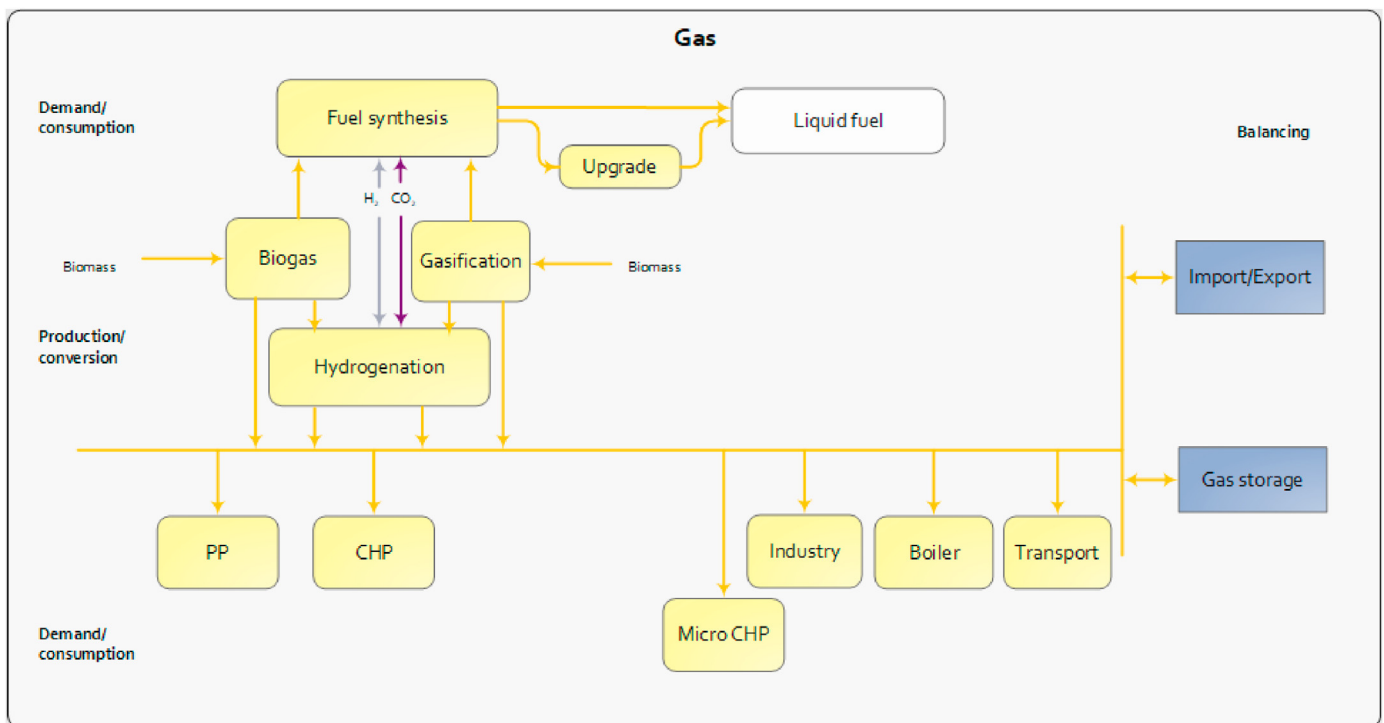 Gas
Demand/
consumption
Fuel synthesis
Liquid fuel
Balancing
Upgrade
H₂ CO₂
Biogas
Gasification
Biomass
Biomass
Import/Export
Production/
conversion
Hydrogenation
Gas storage
PP
CHP
Industry
Boiler
Transport
Micro CHP
Demand/
consumption